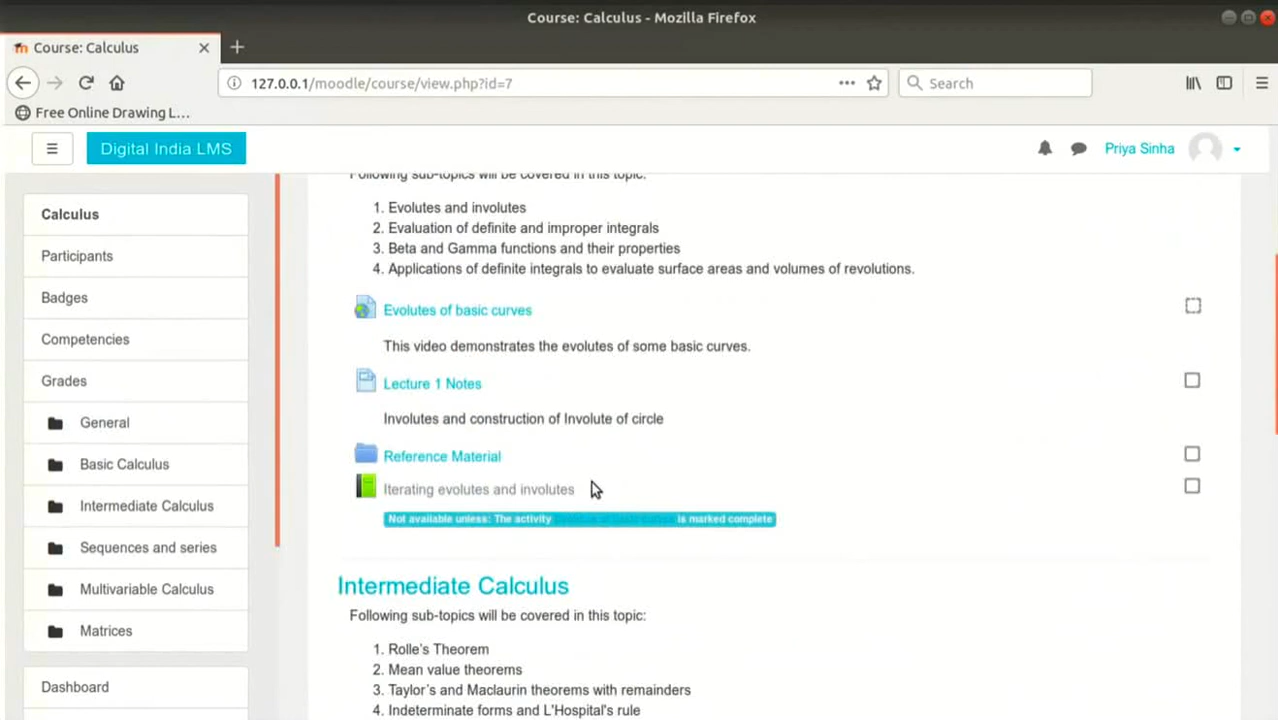 Course: Calculus - Mozilla Firefox
Course: Calculus
127.0.0.1/moodle/course/view.php?id=7
Search
Free Online Drawing L...
Digital India LMS
Priya Sinha
Following sub-topics will be covered in this topic:
Calculus
Participants
Badges
Competencies
Grades
General
Basic Calculus
Intermediate Calculus
Sequences and series
Multivariable Calculus
Matrices
Dashboard
1. Evolutes and involutes
2. Evaluation of definite and improper integrals
3. Beta and Gamma functions and their properties
4. Applications of definite integrals to evaluate surface areas and volumes of revolutions.
Evolutes of basic curves
This video demonstrates the evolutes of some basic curves.
Lecture 1 Notes
Involutes and construction of Involute of circle
Reference Material
Iterating evolutes and involutes
Not available unless: The activity is marked complete
Intermediate Calculus
Following sub-topics will be covered in this topic:
1. Rolle's Theorem
2. Mean value theorems
3. Taylor's and Maclaurin theorems with remainders
4. Indeterminate forms and L'Hospital's rule